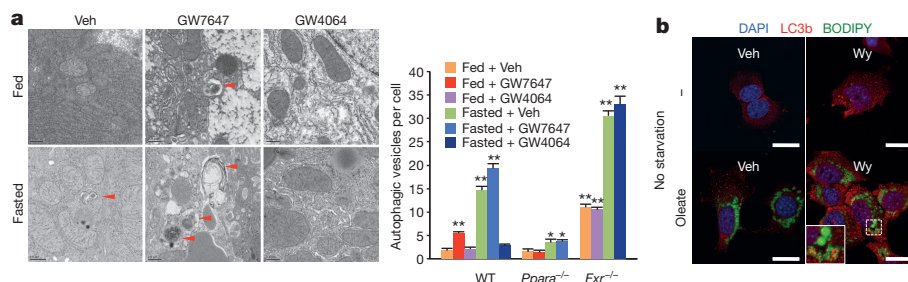 a
Veh GW7647 GW4064
Fed
Fasted
Autophagic vesicles per cell
45
40
35
30
25
20
15
10
5
0
Fed + Veh
Fed + GW7647
Fed + GW4064
Fasted + Veh
Fasted + GW7647
Fasted + GW4064
** ** ** ** ** ** ** * *
WT Ppara–/– Fxr–/–
b
DAPI LC3b BODIPY
No starvation
–
Oleate
Veh Wy
Veh Wy